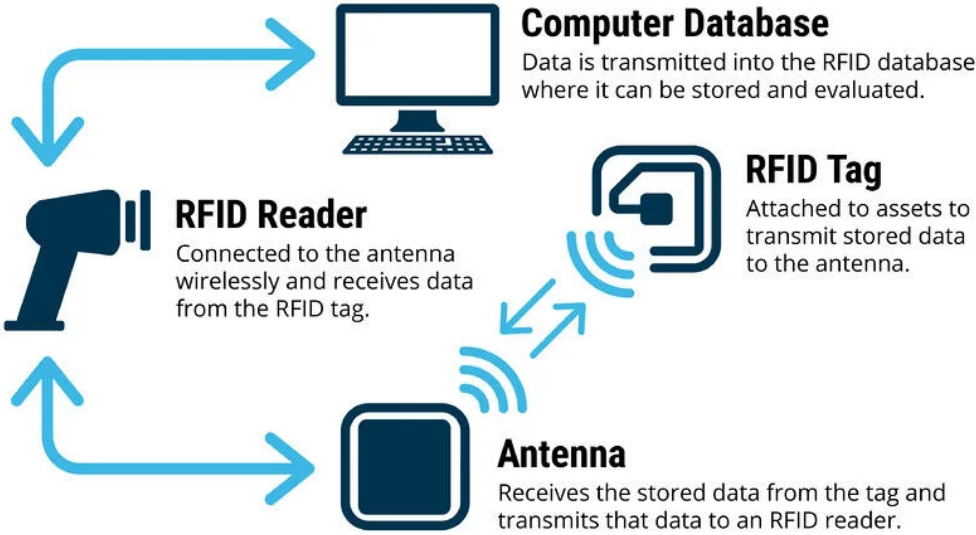 Computer Database
Data is transmitted into the RFID database
where it can be stored and evaluated.
RFID Tag
Attached to assets to
transmit stored data
to the antenna.
RFID Reader
Connected to the antenna
wirelessly and receives data
from the RFID tag.
Antenna
Receives the stored data from the tag and
transmits that data to an RFID reader.